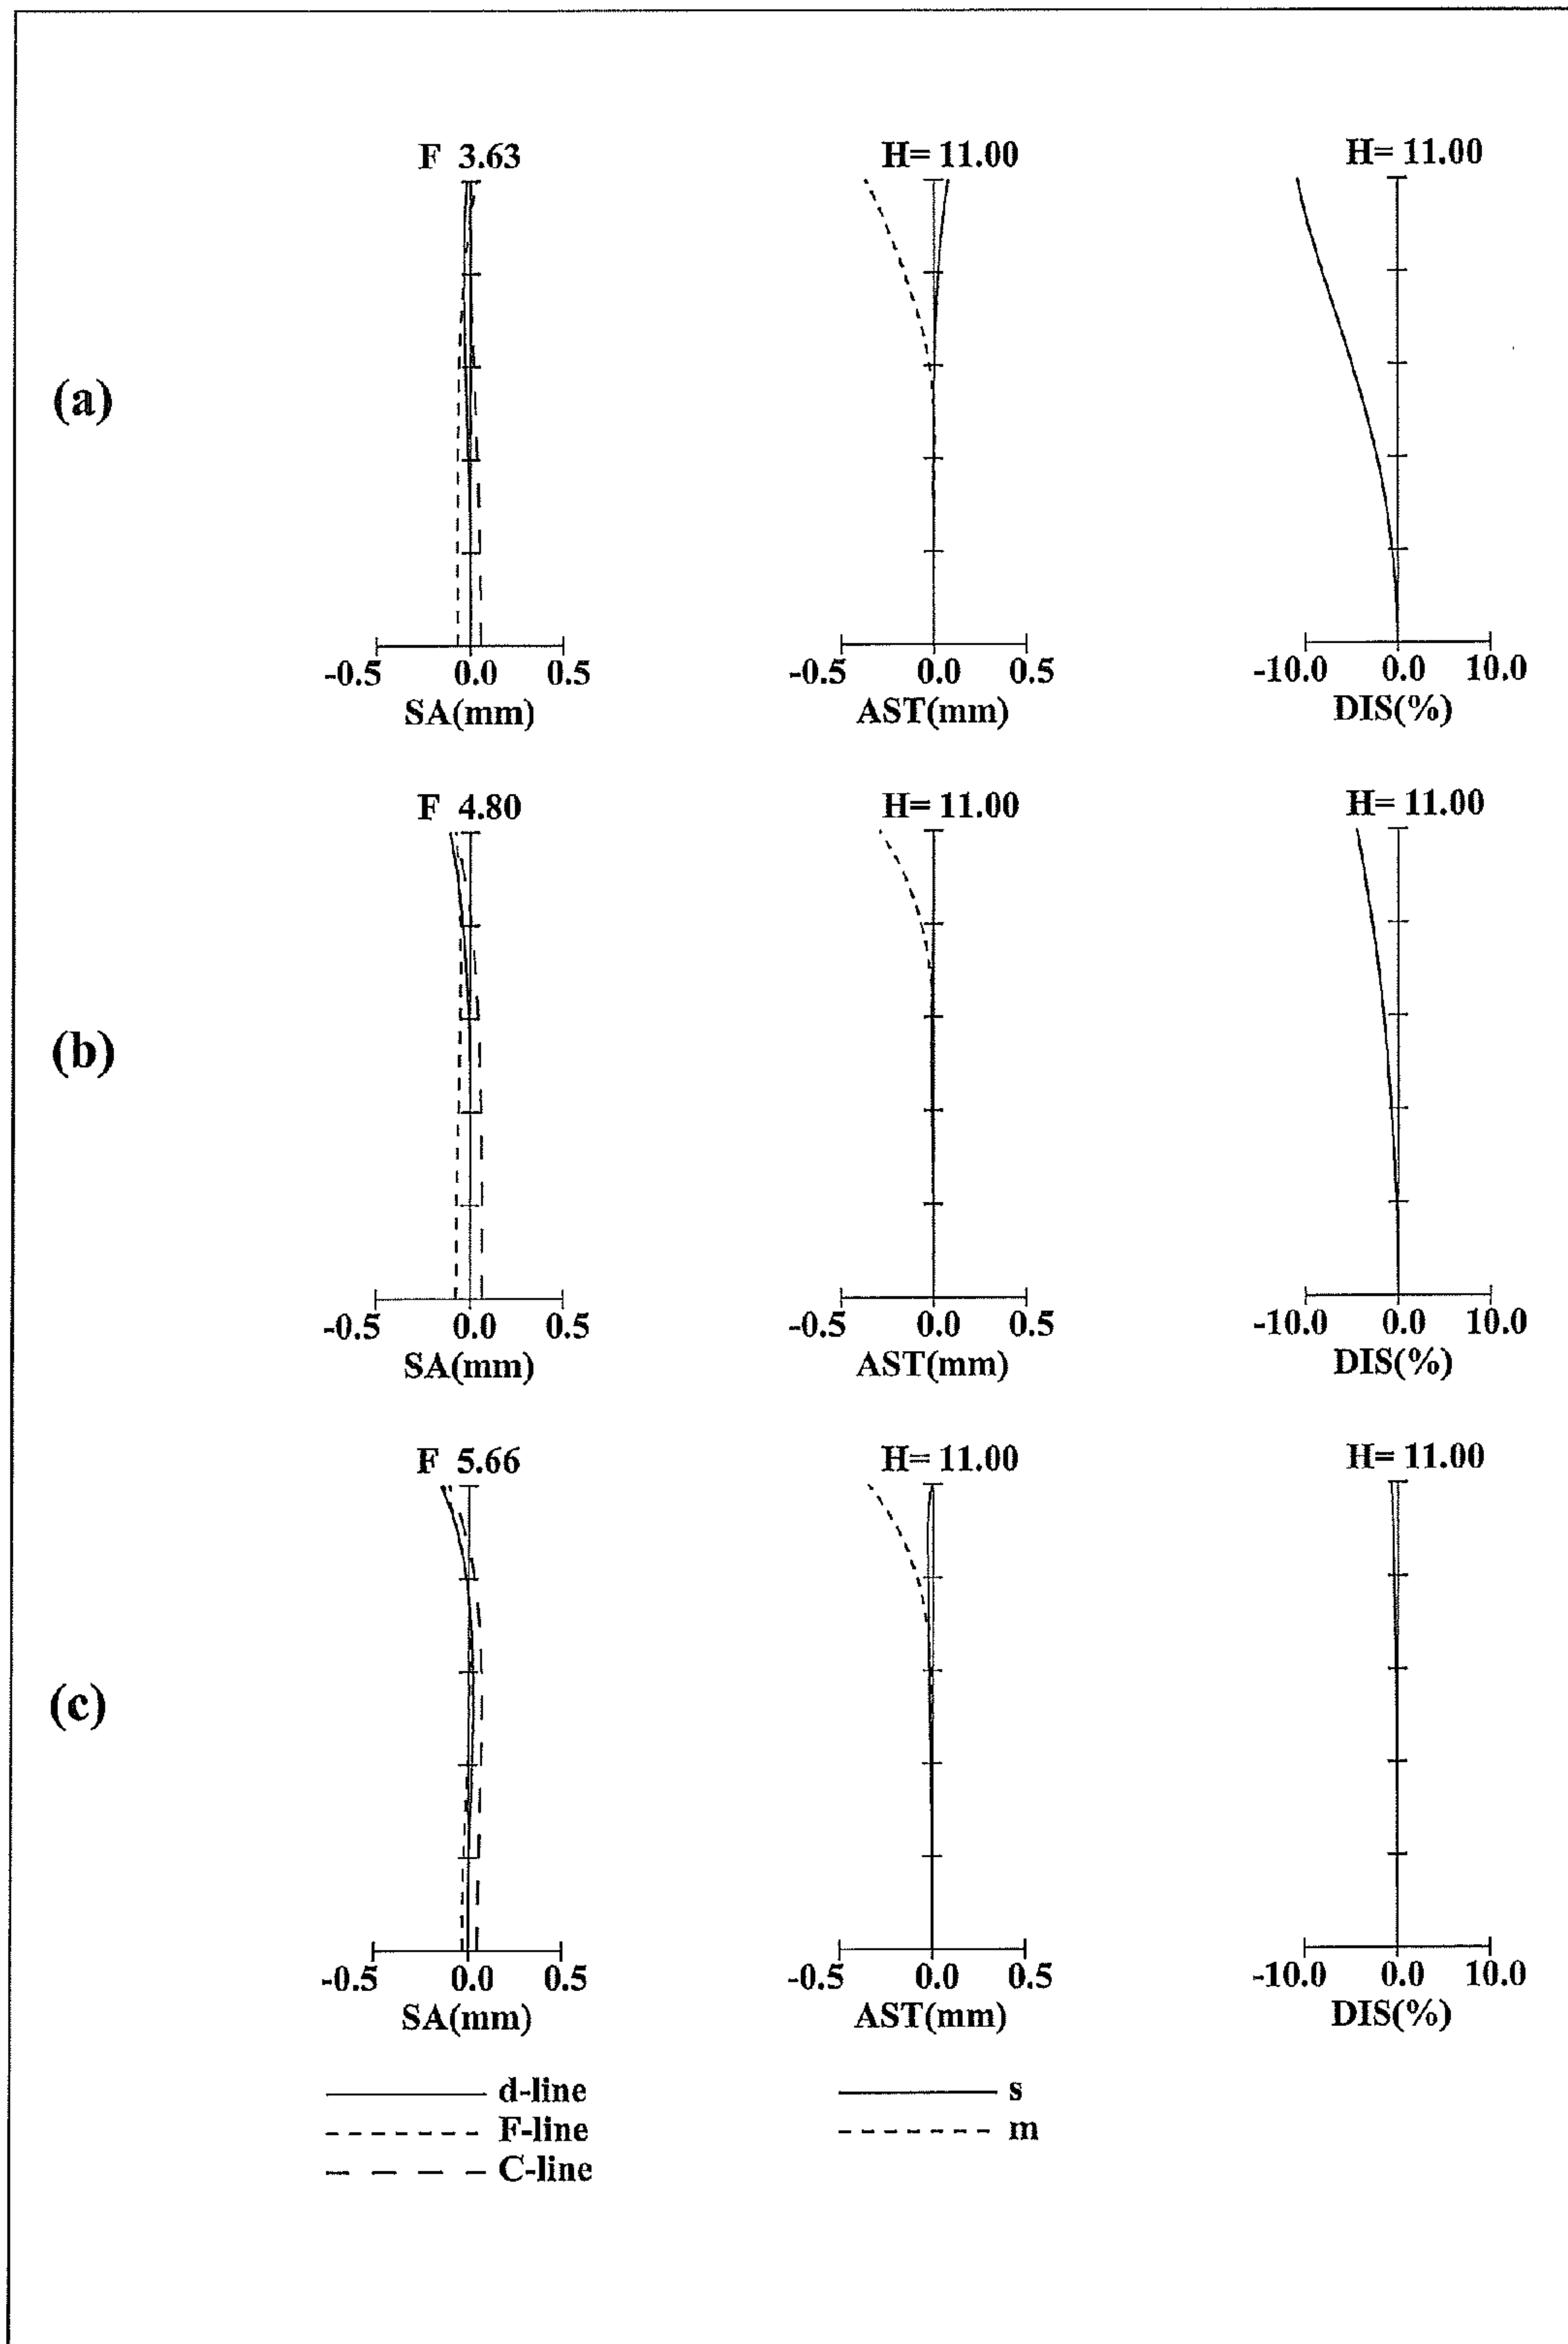 F 3.63
H= 11.00
H= 11.00
(a)
-0.5 0.0 0.5
SA(mm)
-0.5 0.0 0.5
AST(mm)
-10.0 0.0 10.0
DIS(%)
F 4.80
H= 11.00
H= 11.00
(b)
-0.5 0.0 0.5
SA(mm)
-0.5 0.0 0.5
AST(mm)
-10.0 0.0 10.0
DIS(%)
F 5.66
H= 11.00
H= 11.00
(c)
-0.5 0.0 0.5
SA(mm)
-0.5 0.0 0.5
AST(mm)
-10.0 0.0 10.0
DIS(%)
d-line
F-line
C-line
s
m